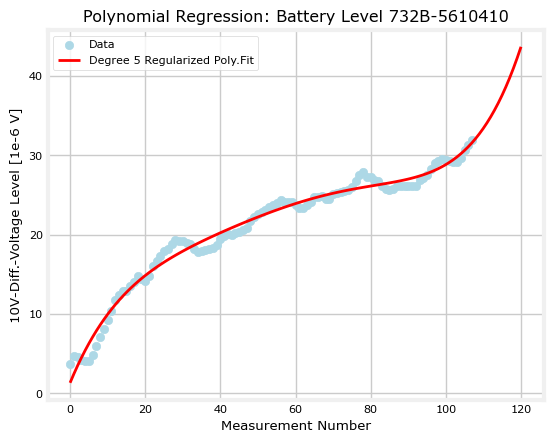 Polynomial Regression: Battery Level 732B-5610410
Data
Degree 5 Regularized Poly.Fit
10V-Diff.-Voltage Level [1e-6 V]
40
30
20
10
0
0 20 40 60 80 100 120
Measurement Number